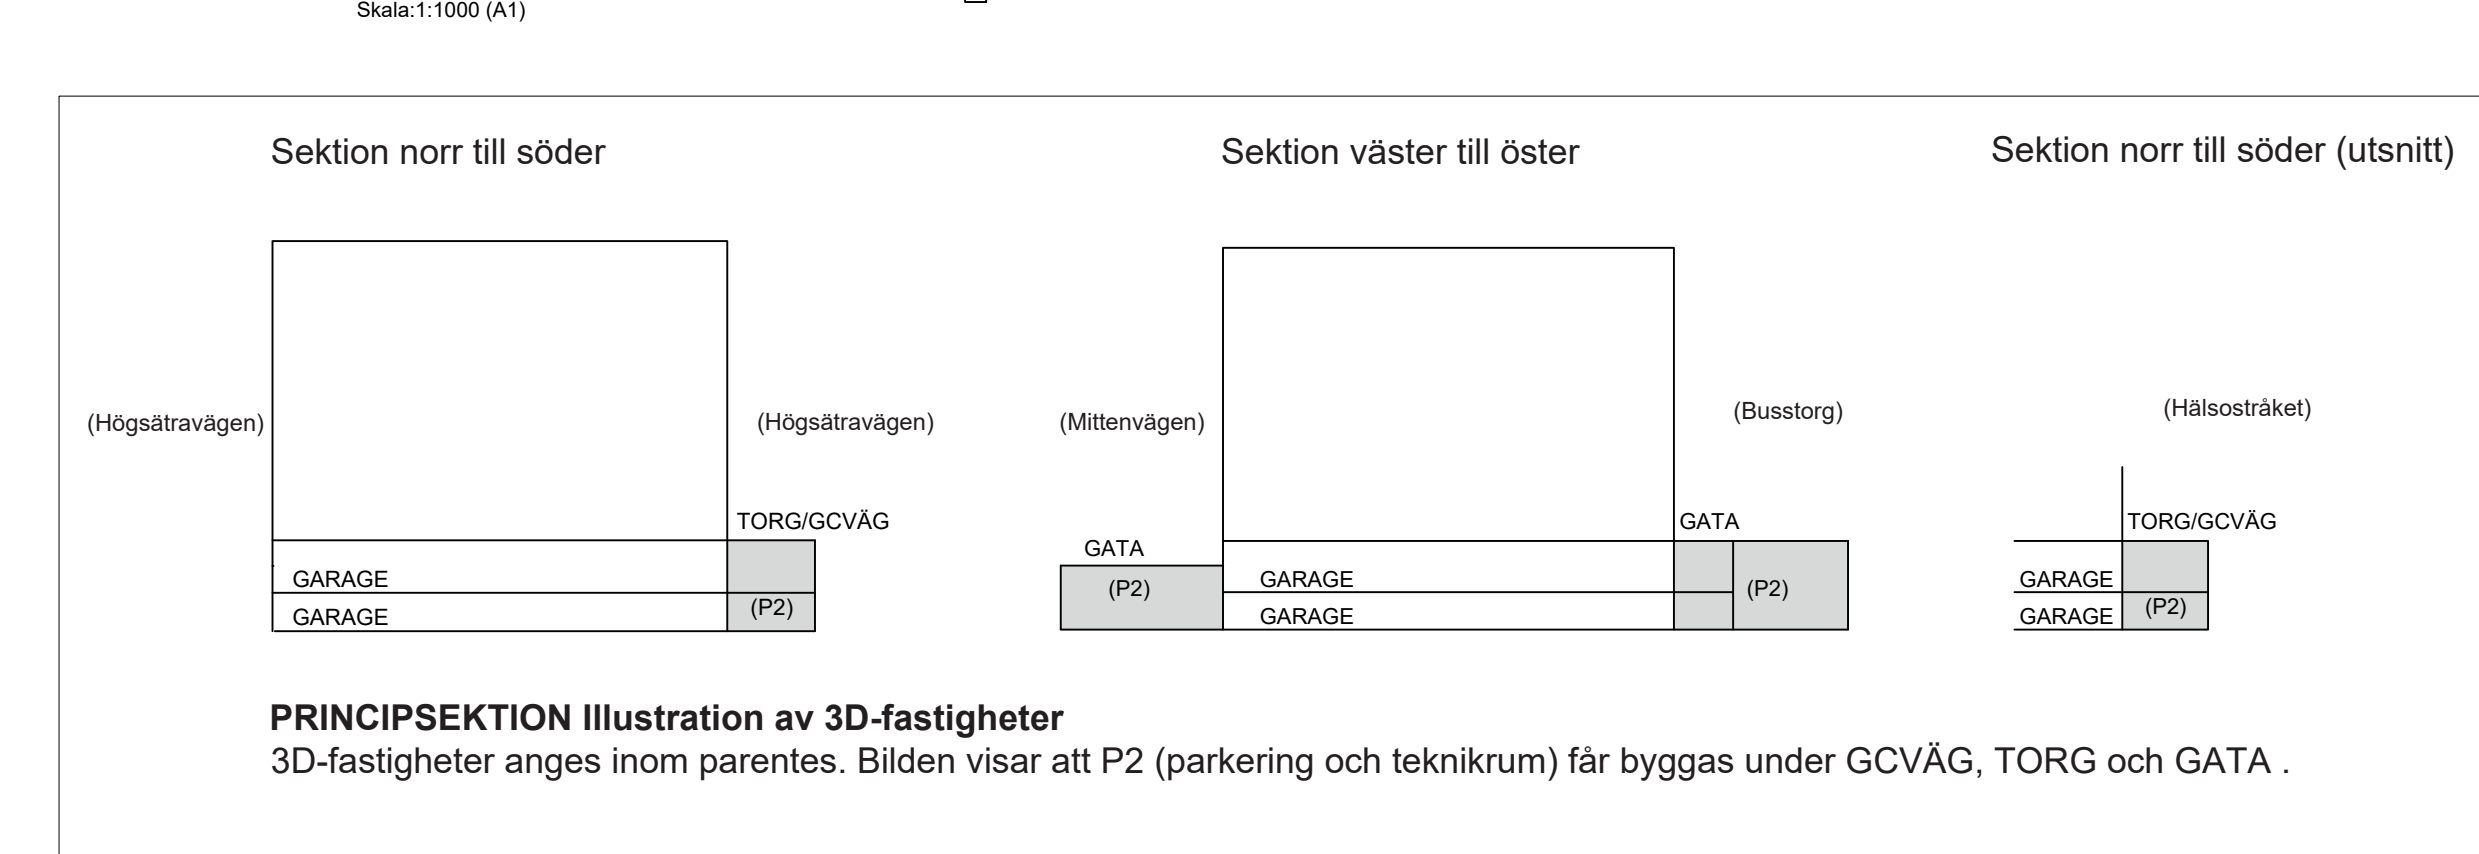 Skala:1:1000 (A1)
Sektion norr till söder
(Högsätravägen)
(Högsätravägen)
TORG/GCVÄG
GARAGE
GARAGE
(P2)
Sektion väster till öster
(Mittenvägen)
(Busstorg)
GATA
GATA
(P2)
GARAGE
GARAGE
(P2)
Sektion norr till söder (utsnitt)
(Hälsostråket)
TORG/GCVÄG
GARAGE
GARAGE
(P2)
PRINCIPSEKTION Illustration av 3D-fastigheter
3D-fastigheter anges inom parentes. Bilden visar att P2 (parkering och teknikrum) får byggas under GCVÄG, TORG och GATA .